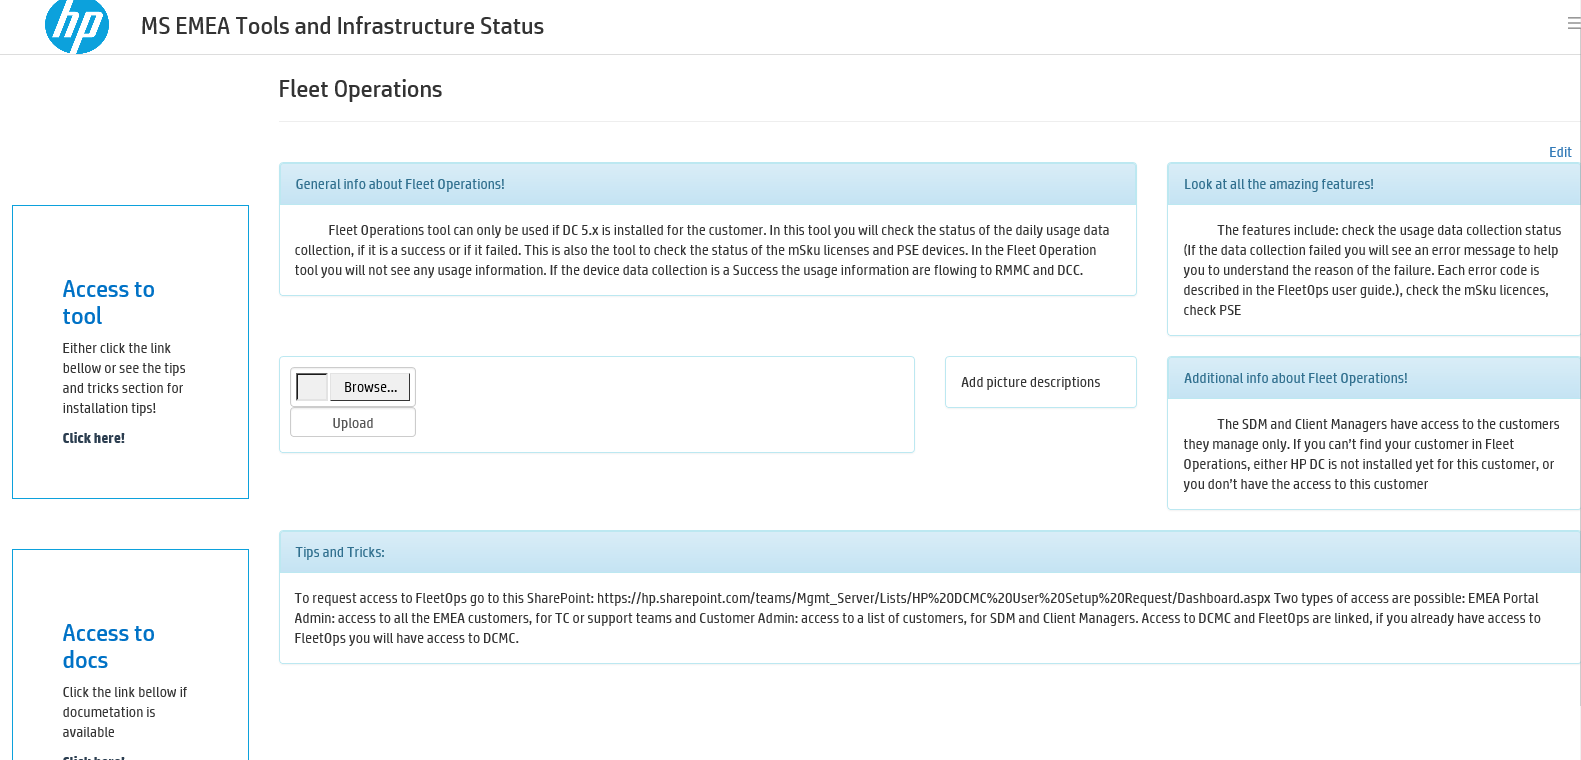 hp
MS EMEA Tools and Infrastructure Status
Fleet Operations
Edit
General info about Fleet Operations!
Fleet Operations tool can only be used if DC 5.x is installed for the customer. In this tool you will check the status of the daily usage data
collection, if it is a success or if it failed. This is also the tool to check the status of the mSku licenses and PSE devices. In the Fleet Operation
tool you will not see any usage information. If the device data collection is a Success the usage information are flowing to RMMC and DCC.
Look at all the amazing features!
The features include: check the usage data collection status
(If the data collection failed you will see an error message to help
you to understand the reason of the failure. Each error code is
described in the FleetOps user guide.), check the mSku licences,
check PSE
Access to
tool
Either click the link
bellow or see the tips
and tricks section for
installation tips!
Click here!
Browse...
Upload
Add picture descriptions
Additional info about Fleet Operations!
The SDM and Client Managers have access to the customers
they manage only. If you can't find your customer in Fleet
Operations, either HP DC is not installed yet for this customer, or
you don't have the access to this customer
Tips and Tricks:
To request access to FleetOps go to this SharePoint: https://hp.sharepoint.com/teams/Mgmt_Server/Lists/HP%20DCMC%20User%20Setup%20Request/Dashboard.aspx Two types of access are possible: EMEA Portal
Admin: access to all the EMEA customers, for TC or support teams and Customer Admin: access to a list of customers, for SDM and Client Managers. Access to DCMC and FleetOps are linked, if you already have access to
FleetOps you will have access to DCMC.
Access to
docs
Click the link bellow if
documetation is
available
Click here!